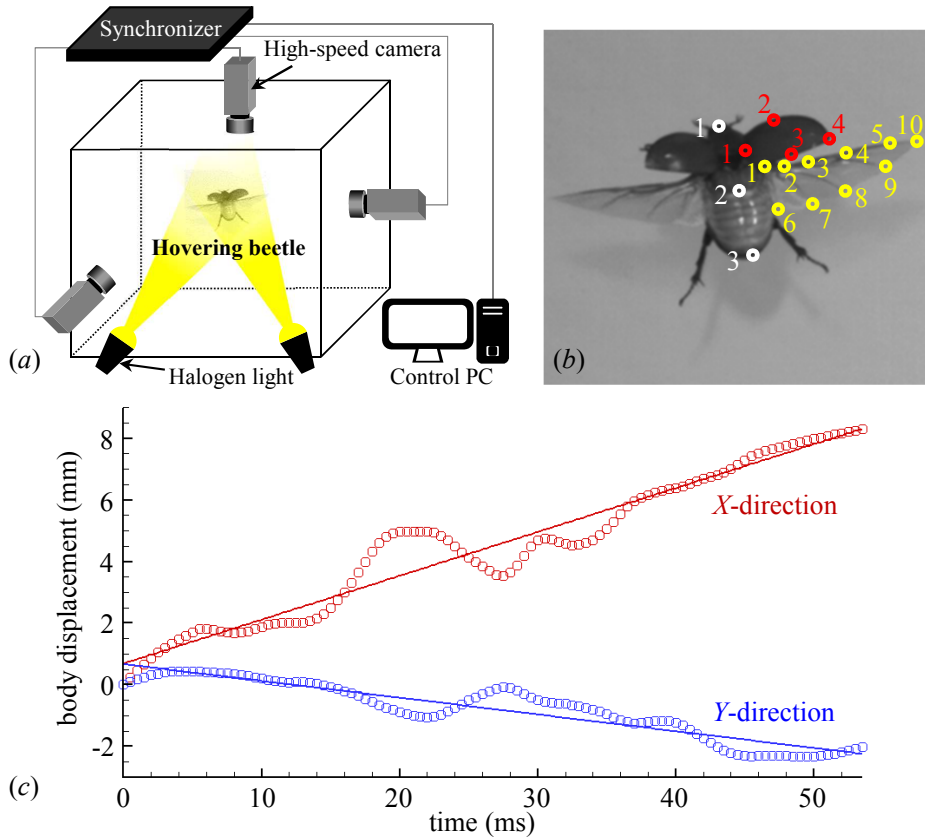 Synchronizer
High-speed camera
Hovering beetle
(a)
Halogen light
Control PC
1
2
3
1
2
3
4
1
2
3
4
5
10
6
7
8
9
(b)
body displacement (mm)
8
6
4
2
0
-2
X-direction
Y-direction
(c)
0
10
20
30
40
50
time (ms)